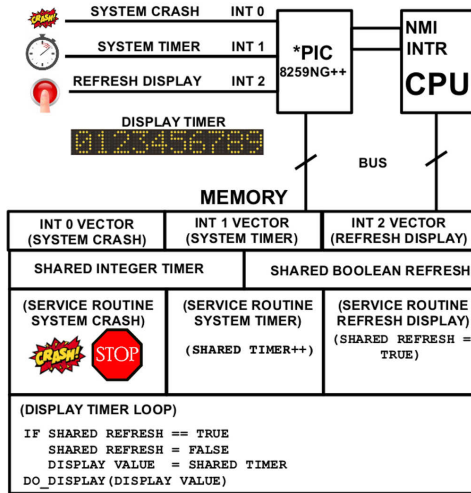 SYSTEM CRASH INT 0
CRASH!
SYSTEM TIMER INT 1
REFRESH DISPLAY INT 2
*PIC
8259NG++
NMI
INTR
CPU
DISPLAY TIMER
0123456789
BUS
MEMORY
INT 0 VECTOR
(SYSTEM CRASH)
INT 1 VECTOR
(SYSTEM TIMER)
INT 2 VECTOR
(REFRESH DISPLAY)
SHARED INTEGER TIMER
SHARED BOOLEAN REFRESH
(SERVICE ROUTINE
SYSTEM CRASH)
CRASH!
STOP
(SERVICE ROUTINE
SYSTEM TIMER)
(SHARED TIMER++)
(SERVICE ROUTINE
REFRESH DISPLAY)
(SHARED REFRESH =
TRUE)
(DISPLAY TIMER LOOP)
IF SHARED REFRESH == TRUE
SHARED REFRESH = FALSE
DISPLAY VALUE = SHARED TIMER
DO_DISPLAY(DISPLAY VALUE)